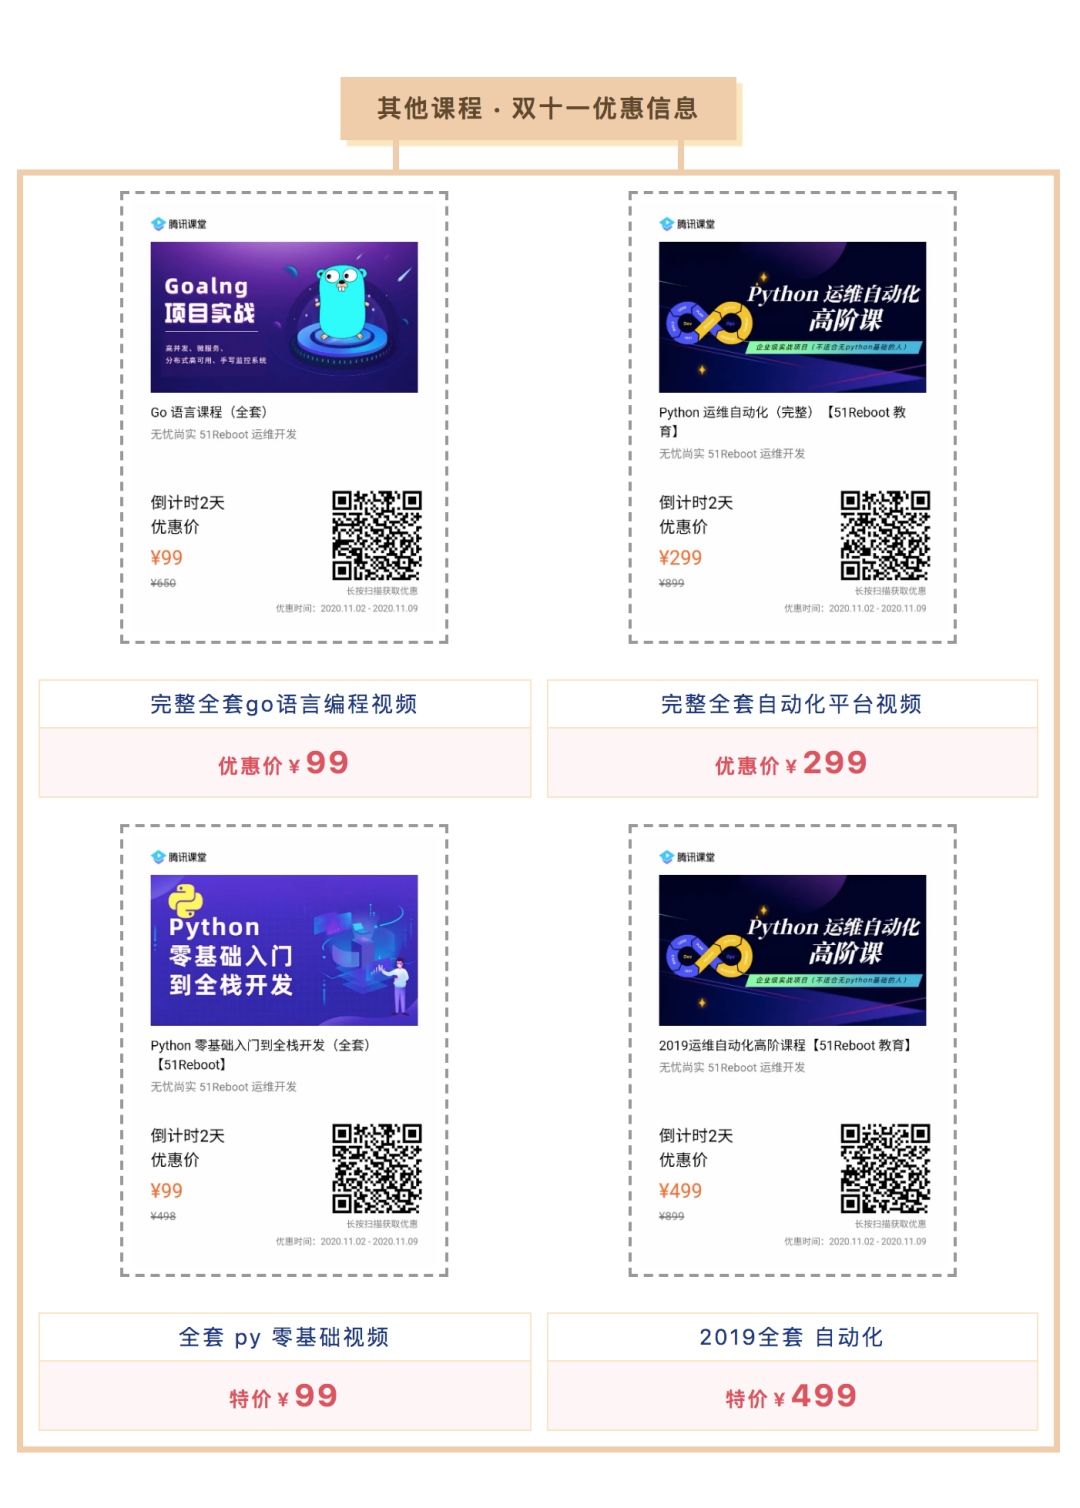 其他课程 · 双十一优惠信息
腾讯课堂
Goalng
项目实战
高并发、微服务、
分布式高可用、手写监控系统
Go 语言课程（全套）
无忧尚实 51Reboot 运维开发
倒计时2天
优惠价
¥99
¥650
长按扫描获取优惠
优惠时间：2020.11.02 - 2020.11.09
腾讯课堂
Python 运维自动化
高阶课
Dev
Ops
企业级实战项目（不适合无python基础的人）
Python 运维自动化（完整）【51Reboot 教
育】
无忧尚实 51Reboot 运维开发
倒计时2天
优惠价
¥299
¥899
长按扫描获取优惠
优惠时间：2020.11.02 - 2020.11.09
完整全套go语言编程视频
优惠价¥99
完整全套自动化平台视频
优惠价¥299
腾讯课堂
Python
零基础入门
到全栈开发
Python 零基础入门到全栈开发（全套）
【51Reboot】
无忧尚实 51Reboot 运维开发
倒计时2天
优惠价
¥99
¥498
长按扫描获取优惠
优惠时间：2020.11.02 - 2020.11.09
腾讯课堂
Python 运维自动化
高阶课
Dev
Ops
企业级实战项目（不适合无python基础的人）
2019运维自动化高阶课程【51Reboot 教育】
无忧尚实 51Reboot 运维开发
倒计时2天
优惠价
¥499
¥899
长按扫描获取优惠
优惠时间：2020.11.02 - 2020.11.09
全套 py 零基础视频
特价¥99
2019全套 自动化
特价¥499